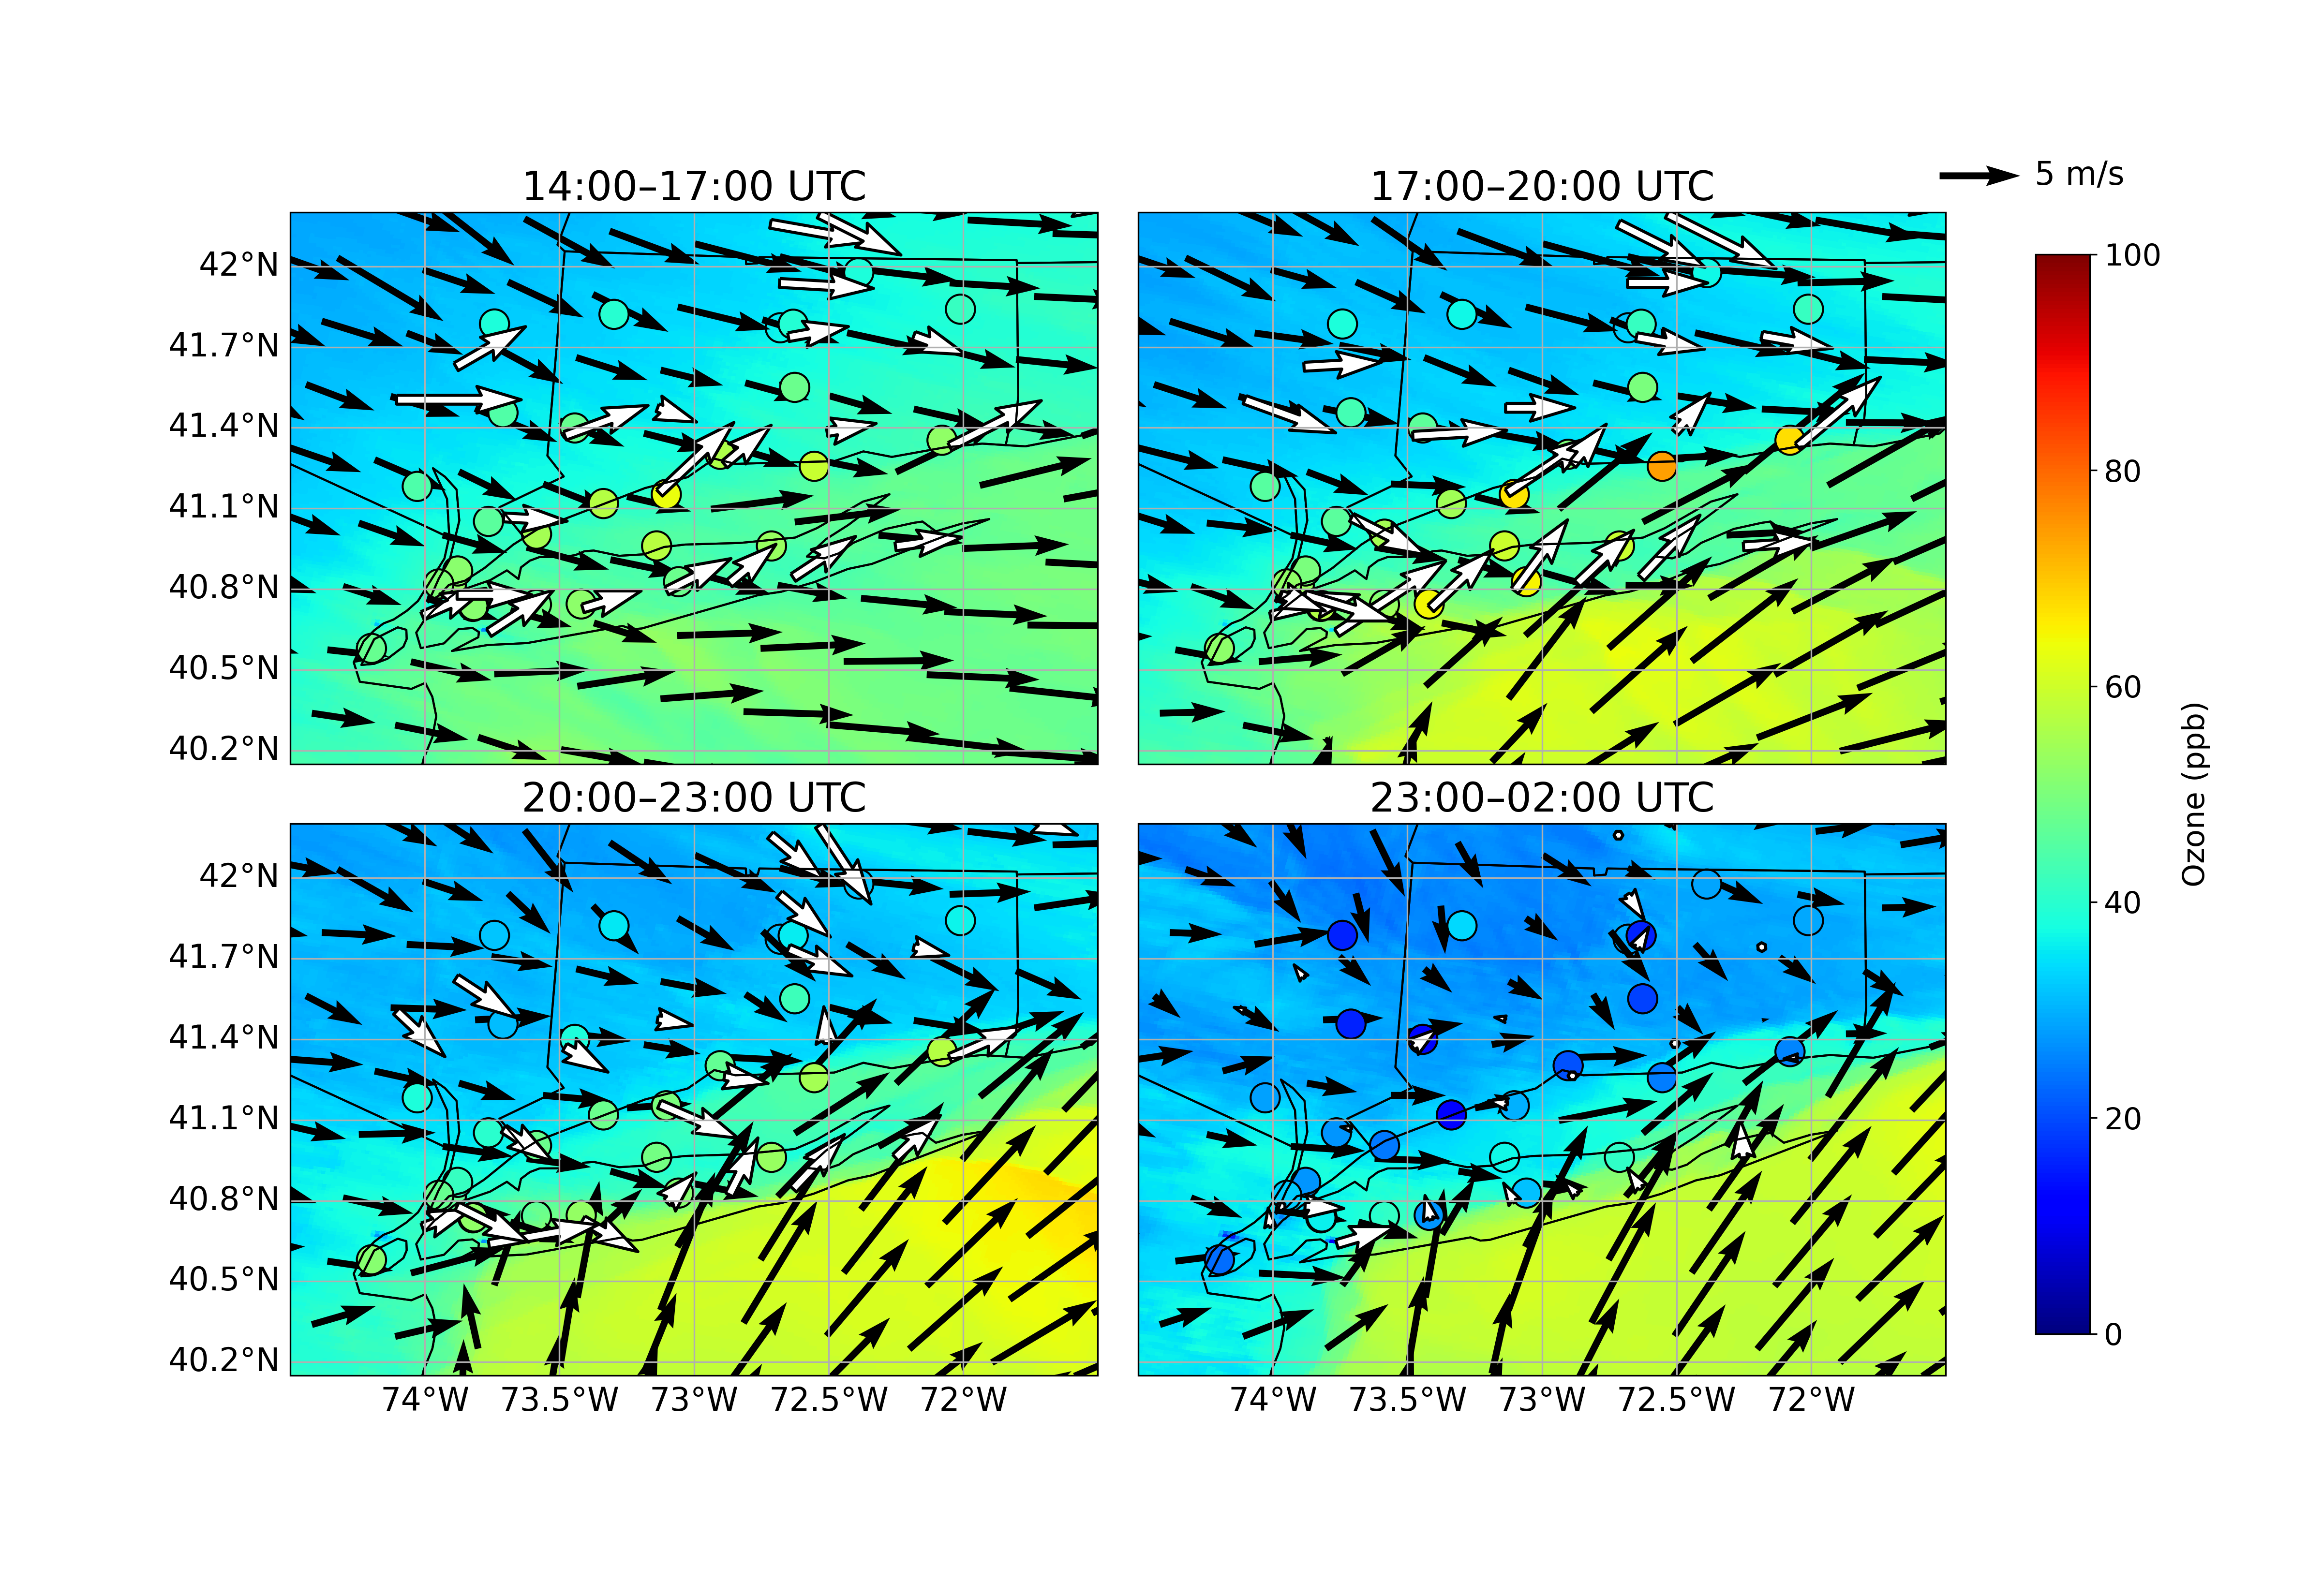 14:00–17:00 UTC
17:00–20:00 UTC
5 m/s
42°N
41.7°N
41.4°N
41.1°N
40.8°N
40.5°N
40.2°N
20:00–23:00 UTC
23:00–02:00 UTC
42°N
41.7°N
41.4°N
41.1°N
40.8°N
40.5°N
40.2°N
74°W 73.5°W 73°W 72.5°W 72°W
74°W 73.5°W 73°W 72.5°W 72°W
100
80
60
40
20
0
Ozone (ppb)